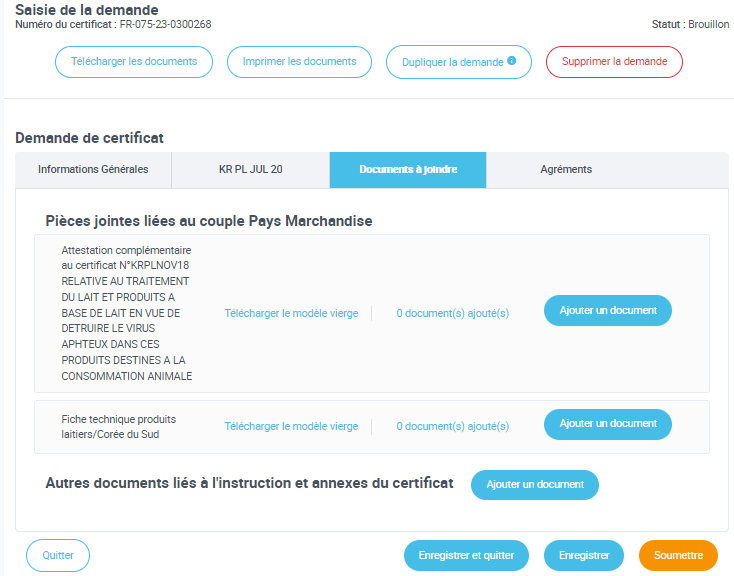 Saisie de la demande
Numéro du certificat : FR-075-23-0300268
Statut : Brouillon
Télécharger les documents
Imprimer les documents
Dupliquer la demande
Supprimer la demande
Demande de certificat
Informations Générales
KR PL JUL 20
Documents à joindre
Agréments
Pièces jointes liées au couple Pays Marchandise
Attestation complémentaire
au certificat N°KRPLNOV18
RELATIVE AU TRAITEMENT
DU LAIT ET PRODUITS A
BASE DE LAIT EN VUE DE
DETRUIRE LE VIRUS
APHTEUX DANS CES
PRODUITS DESTINES A LA
CONSOMMATION ANIMALE
Télécharger le modèle vierge
0 document(s) ajouté(s)
Ajouter un document
Fiche technique produits
laitiers/Corée du Sud
Télécharger le modèle vierge
0 document(s) ajouté(s)
Ajouter un document
Autres documents liés à l'instruction et annexes du certificat
Ajouter un document
Quitter
Enregistrer et quitter
Enregistrer
Soumettre